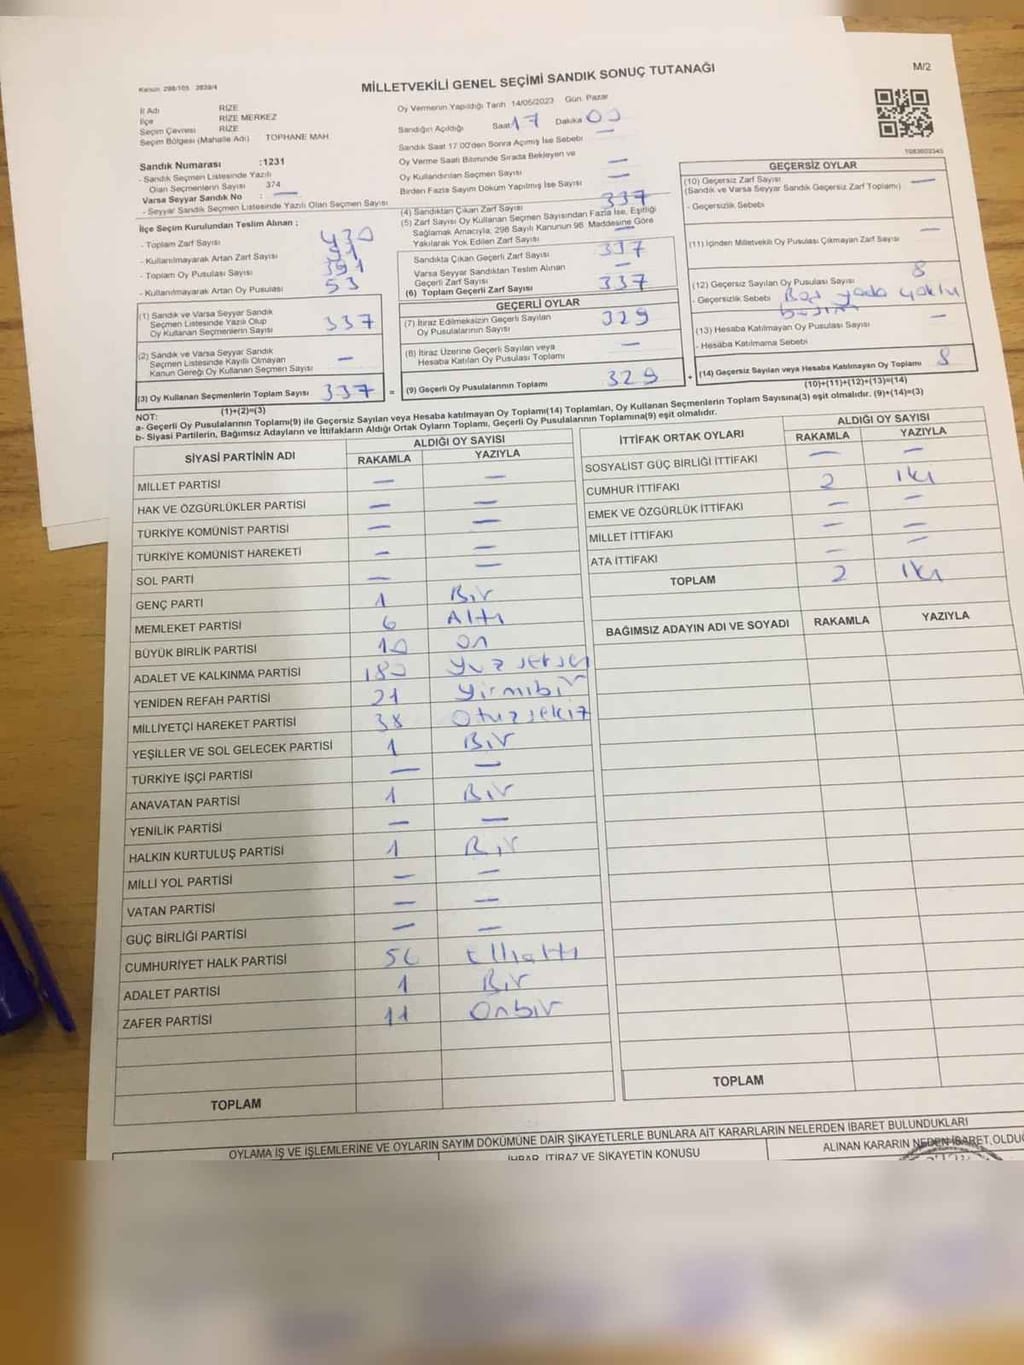 Kanun 298/105 2839/4
MİLLETVEKİLİ GENEL SEÇİMİ SANDIK SONUÇ TUTANAĞI
M/2
İl Adı RİZE
İlçe RİZE MERKEZ
Seçim Çevresi RİZE
Seçim Bölgesi (Mahalle Adı) TOPHANE MAH.
Sandık Numarası :1231
- Sandık Seçmen Listesinde Yazılı
Olan Seçmenlerin Sayısı 374
Varsa Seyyar Sandık No : —
- Seyyar Sandık Seçmen Listesinde Yazılı Olan Seçmen Sayısı
İlçe Seçim Kurulundan Teslim Alınan ;
- Toplam Zarf Sayısı 430
- Kullanılmayarak Artan Zarf Sayısı
- Toplam Oy Pusulası Sayısı
- Kullanılmayarak Artan Oy Pusulası 53
(1) Sandık ve Varsa Seyyar Sandık
Seçmen Listesinde Yazılı Olup
Oy Kullanan Seçmenlerin Sayısı 337
(2) Sandık ve Varsa Seyyar Sandık
Seçmen Listesinde Kayıtlı Olmayan
Kanun Gereği Oy Kullanan Seçmen Sayısı —
(3) Oy Kullanan Seçmenlerin Toplam Sayısı 337 =
(1)+(2)=(3)
Oy Vermenin Yapıldığı Tarih 14/05/2023 Gün Pazar
Sandığın Açıldığı Saat 17 Dakika 00
Sandık Saat 17:00'den Sonra Açılmış İse Sebebi —
Oy Verme Saati Bitiminde Sırada Bekleyen ve
Oy Kullandırılan Seçmen Sayısı —
Birden Fazla Sayım Döküm Yapılmış İse Sayısı —
(4) Sandıktan Çıkan Zarf Sayısı 337
(5) Zarf Sayısı Oy Kullanan Seçmen Sayısından Fazla İse, Eşitliği
Sağlamak Amacıyla, 298 Sayılı Kanunun 98. Maddesine Göre
Yakılarak Yok Edilen Zarf Sayısı —
Sandıkta Çıkan Geçerli Zarf Sayısı 337
Varsa Seyyar Sandıktan Teslim Alınan
Geçerli Zarf Sayısı —
(6) Toplam Geçerli Zarf Sayısı 337
GEÇERLİ OYLAR
(7) İtiraz Edilmeksizin Geçerli Sayılan
Oy Pusulalarının Sayısı 329
(8) İtiraz Üzerine Geçerli Sayılan veya
Hesaba Katılan Oy Pusulası Toplamı —
(9) Geçerli Oy Pusulalarının Toplamı 329 +
1083603345
GEÇERSİZ OYLAR
(10) Geçersiz Zarf Sayısı
(Sandık ve Varsa Seyyar Sandık Geçersiz Zarf Toplamı) —
- Geçersizlik Sebebi
(11) İçinden Milletvekili Oy Pusulası Çıkmayan Zarf Sayısı —
(12) Geçersiz Sayılan Oy Pusulası Sayısı 8
- Geçersizlik Sebebi
(13) Hesaba Katılmayan Oy Pusulası Sayısı —
- Hesaba Katılmama Sebebi
(14) Geçersiz Sayılan veya Hesaba Katılmayan Oy Toplamı 8
(10)+(11)+(12)+(13)=(14)
NOT:
a- Geçerli Oy Pusulalarının Toplamı(9) ile Geçersiz Sayılan veya Hesaba katılmayan Oy Toplamı(14) Toplamları, Oy Kullanan Seçmenlerin Toplam Sayısına(3) eşit olmalıdır. (9)+(14)=(3)
b- Siyasi Partilerin, Bağımsız Adayların ve İttifakların Aldığı Ortak Oyların Toplamı, Geçerli Oy Pusulalarının Toplamına(9) eşit olmalıdır.
SİYASİ PARTİNİN ADI ALDIĞI OY SAYISI
RAKAMLA YAZIYLA
MİLLET PARTİSİ — —
HAK VE ÖZGÜRLÜKLER PARTİSİ — —
TÜRKİYE KOMÜNİST PARTİSİ — —
TÜRKİYE KOMÜNİST HAREKETİ — —
SOL PARTİ — —
GENÇ PARTİ 1 Bir
MEMLEKET PARTİSİ 6 Altı
BÜYÜK BİRLİK PARTİSİ 10 on
ADALET VE KALKINMA PARTİSİ 180 yüz seksen
YENİDEN REFAH PARTİSİ 21 yirmibir
MİLLİYETÇİ HAREKET PARTİSİ 38 otuzsekiz
YEŞİLLER VE SOL GELECEK PARTİSİ 1 Bir
TÜRKİYE İŞÇİ PARTİSİ — —
ANAVATAN PARTİSİ 1 Bir
YENİLİK PARTİSİ — —
HALKIN KURTULUŞ PARTİSİ 1 Bir
MİLLİ YOL PARTİSİ — —
VATAN PARTİSİ — —
GÜÇ BİRLİĞİ PARTİSİ — —
CUMHURİYET HALK PARTİSİ 56 Ellialtı
ADALET PARTİSİ 1 Bir
ZAFER PARTİSİ 11 Onbir
TOPLAM
İTTİFAK ORTAK OYLARI ALDIĞI OY SAYISI
RAKAMLA YAZIYLA
SOSYALİST GÜÇ BİRLİĞİ İTTİFAKI — —
CUMHUR İTTİFAKI 2 iki
EMEK VE ÖZGÜRLÜK İTTİFAKI — —
MİLLET İTTİFAKI — —
ATA İTTİFAKI — —
TOPLAM 2 iki
BAĞIMSIZ ADAYIN ADI VE SOYADI RAKAMLA YAZIYLA
TOPLAM
OYLAMA İŞ VE İŞLEMLERİNE VE OYLARIN SAYIM DÖKÜMÜNE DAİR ŞİKAYETLERLE BUNLARA AİT KARARLARIN NELERDEN İBARET BULUNDUKLARI
İHBAR, İTİRAZ VE ŞİKAYETİN KONUSU
ALINAN KARARIN NEDEN İBARET OLDUĞU